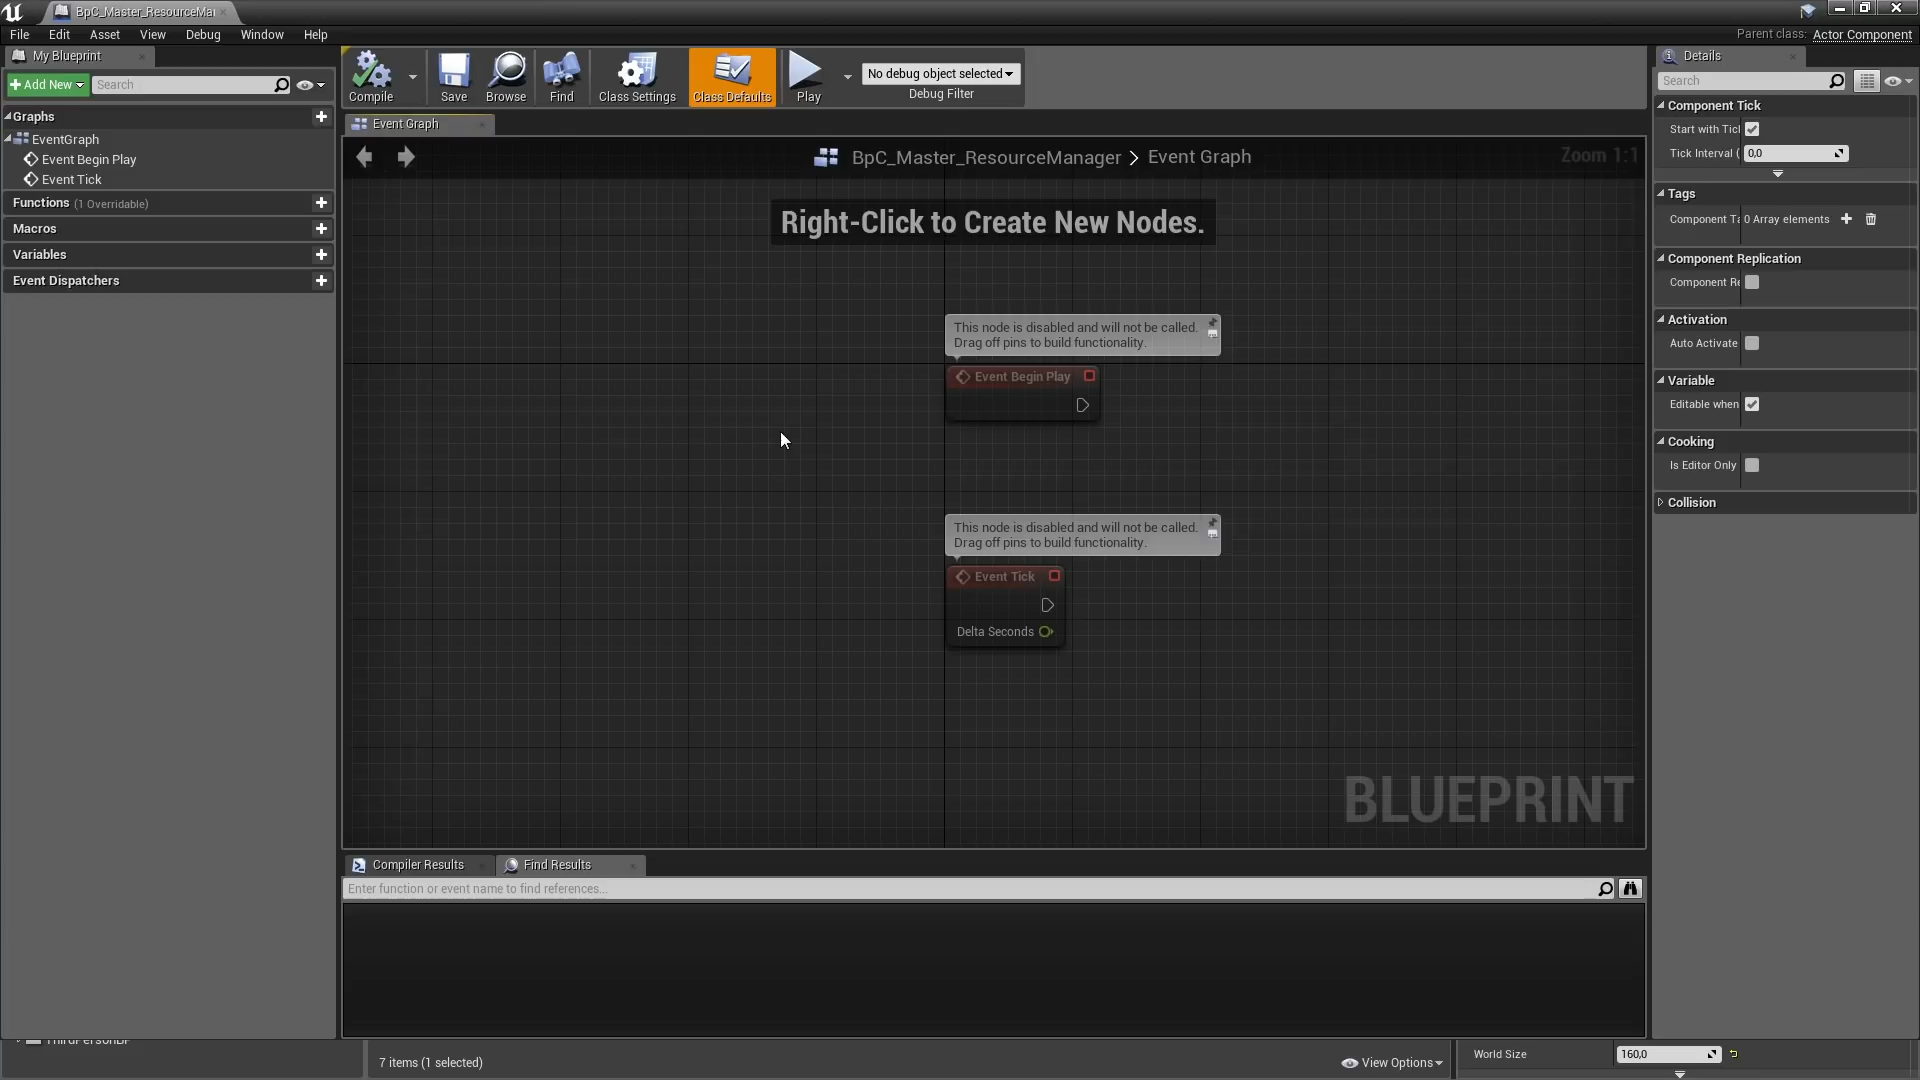 BpC_Master_ResourceMa
File Edit Asset View Debug Window Help
Parent class: Actor Component
My Blueprint
Add New
Search
Graphs
EventGraph
Event Begin Play
Event Tick
Functions (1 Overridable)
Macros
Variables
Event Dispatchers
Compile
Save
Browse
Find
Class Settings
Class Defaults
Play
No debug object selected
Debug Filter
Event Graph
BpC_Master_ResourceManager > Event Graph
Zoom 1:1
Right-Click to Create New Nodes.
This node is disabled and will not be called.
Drag off pins to build functionality.
Event Begin Play
This node is disabled and will not be called.
Drag off pins to build functionality.
Event Tick
Delta Seconds
BLUEPRINT
Compiler Results
Find Results
Enter function or event name to find references...
7 items (1 selected)
View Options
Details
Search
Component Tick
Start with Tic
Tick Interval (
0,0
Tags
Component Ta 0 Array elements
Component Replication
Component Re
Activation
Auto Activate
Variable
Editable when
Cooking
Is Editor Only
Collision
World Size
160,0